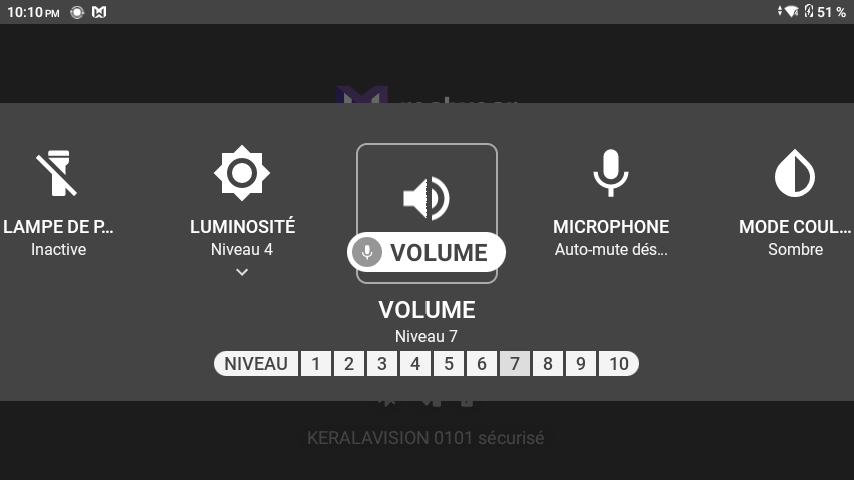 10:10 PM
51 %
LAMPE DE P...
Inactive
LUMINOSITÉ
Niveau 4
VOLUME
MICROPHONE
Auto-mute dés...
MODE COUL...
Sombre
VOLUME
Niveau 7
NIVEAU 1 2 3 4 5 6 7 8 9 10
KERALAVISION 0101 sécurisé